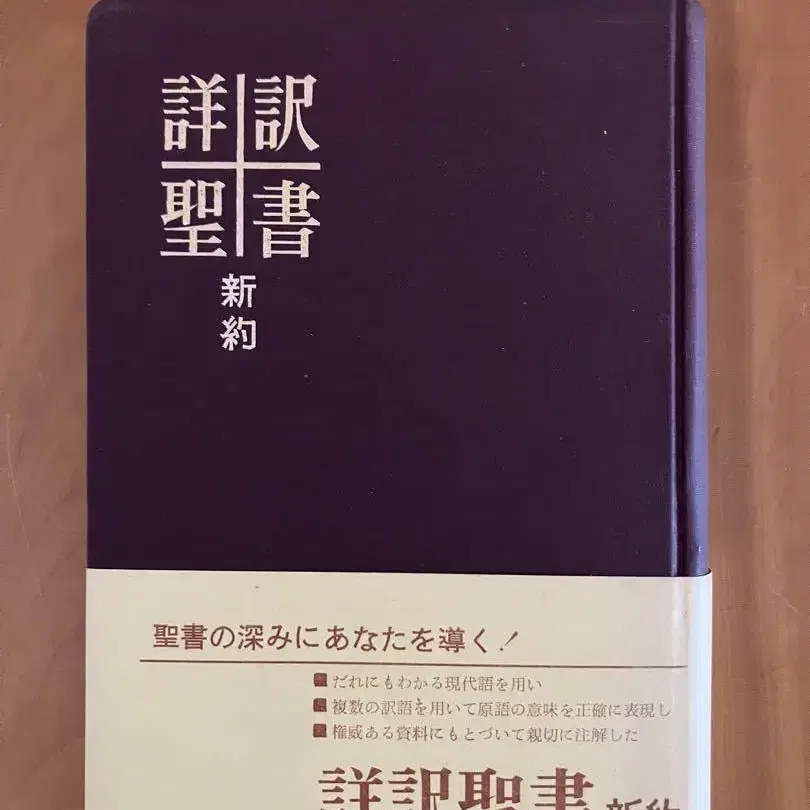 詳訳
聖書
新約
聖書の深みにあなたを導く!
■だれにもわかる現代語を用い
■複数の訳語を用いて原語の意味を正確に表現し
■権威ある資料にもとづいて親切に注解した
詳訳聖書 新約